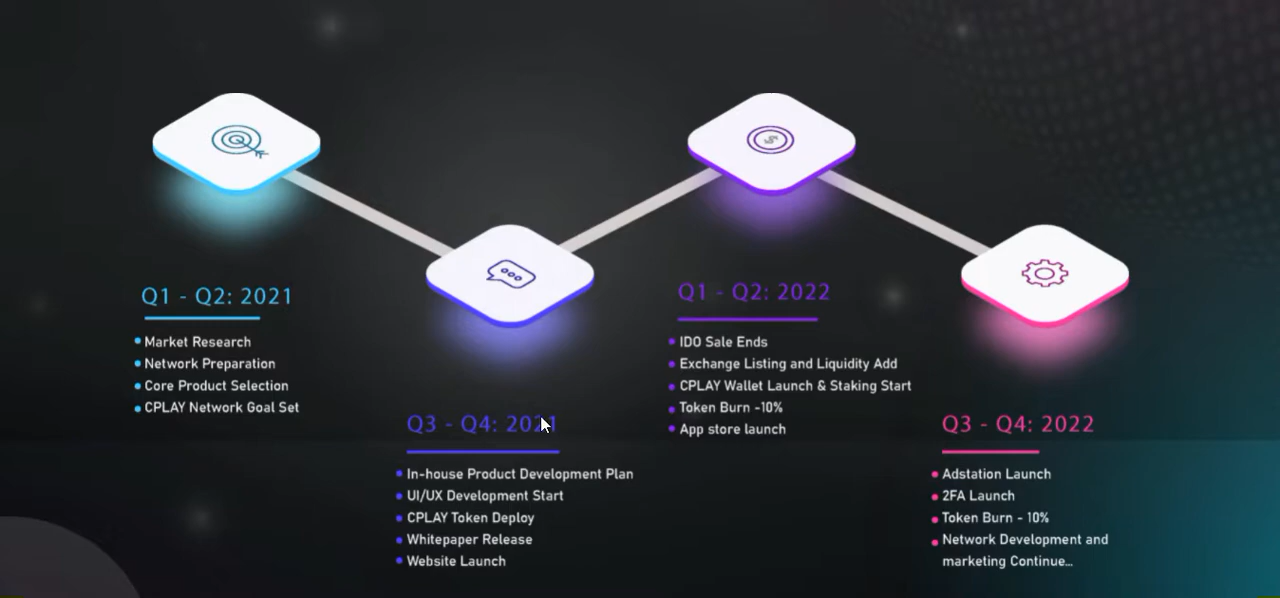 Q1 - Q2: 2021
Market Research
Network Preparation
Core Product Selection
CPLAY Network Goal Set
Q3 - Q4: 2021
In-house Product Development Plan
UI/UX Development Start
CPLAY Token Deploy
Whitepaper Release
Website Launch
Q1 - Q2: 2022
IDO Sale Ends
Exchange Listing and Liquidity Add
CPLAY Wallet Launch & Staking Start
Token Burn -10%
App store launch
Q3 - Q4: 2022
Adstation Launch
2FA Launch
Token Burn - 10%
Network Development and
marketing Continue...